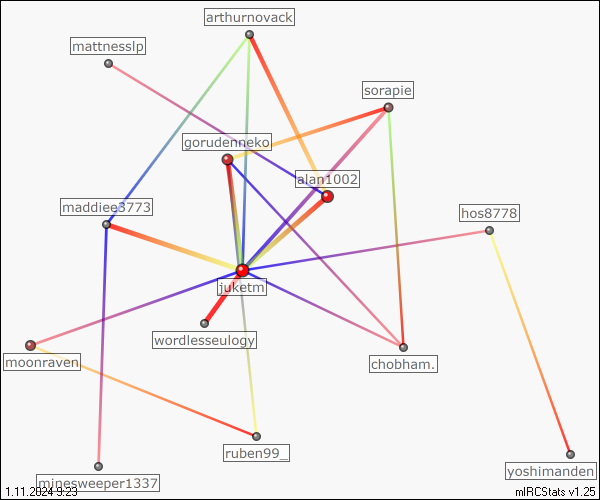 arthurnovack
mattnesslp
sorapie
gorudenneko
alan1002
maddiee3773
hos8778
juketm
wordlesseulogy
moonraven
chobham.
ruben99_
yoshimanden
minesweeper1337
1.11.2024 9:23
mIRCStats v1.25